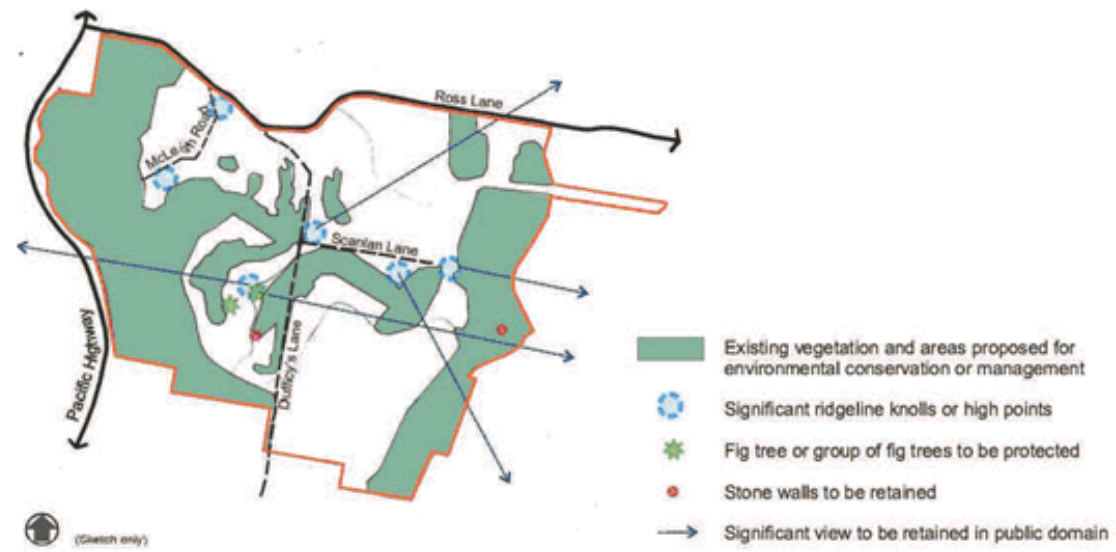 Ross Lane
McLeish Road
Scanlan Lane
Pacific Highway
Dufficy's Lane
(Sketch only)
Existing vegetation and areas proposed for
environmental conservation or management
Significant ridgeline knolls or high points
Fig tree or group of fig trees to be protected
Stone walls to be retained
Significant view to be retained in public domain